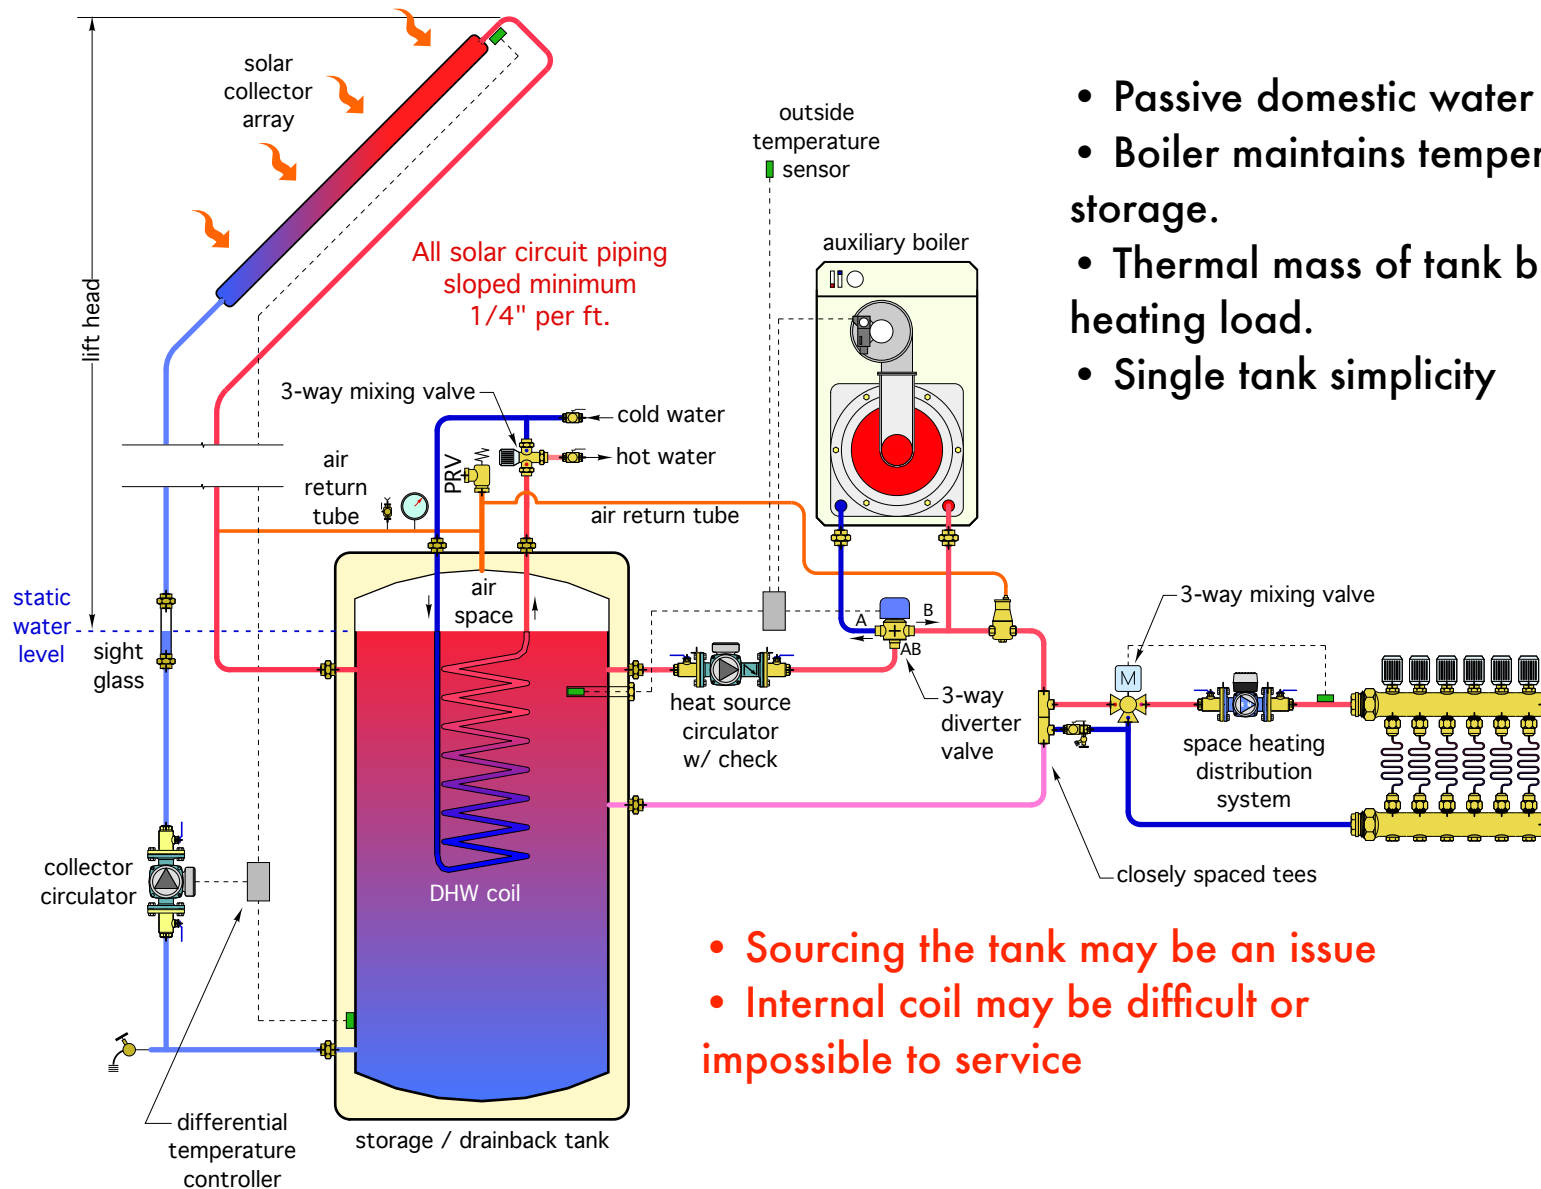 solar
collector
array
lift head
All solar circuit piping
sloped minimum
1/4" per ft.
outside
temperature
sensor
• Passive domestic water
• Boiler maintains temper
storage.
• Thermal mass of tank b
heating load.
• Single tank simplicity
auxiliary boiler
3-way mixing valve
cold water
hot water
PRV
air
return
tube
air return tube
air
space
static
water
level
sight
glass
A
B
AB
3-way mixing valve
M
heat source
circulator
w/ check
3-way
diverter
valve
space heating
distribution
system
closely spaced tees
collector
circulator
DHW coil
• Sourcing the tank may be an issue
• Internal coil may be difficult or
impossible to service
differential
temperature
controller
storage / drainback tank